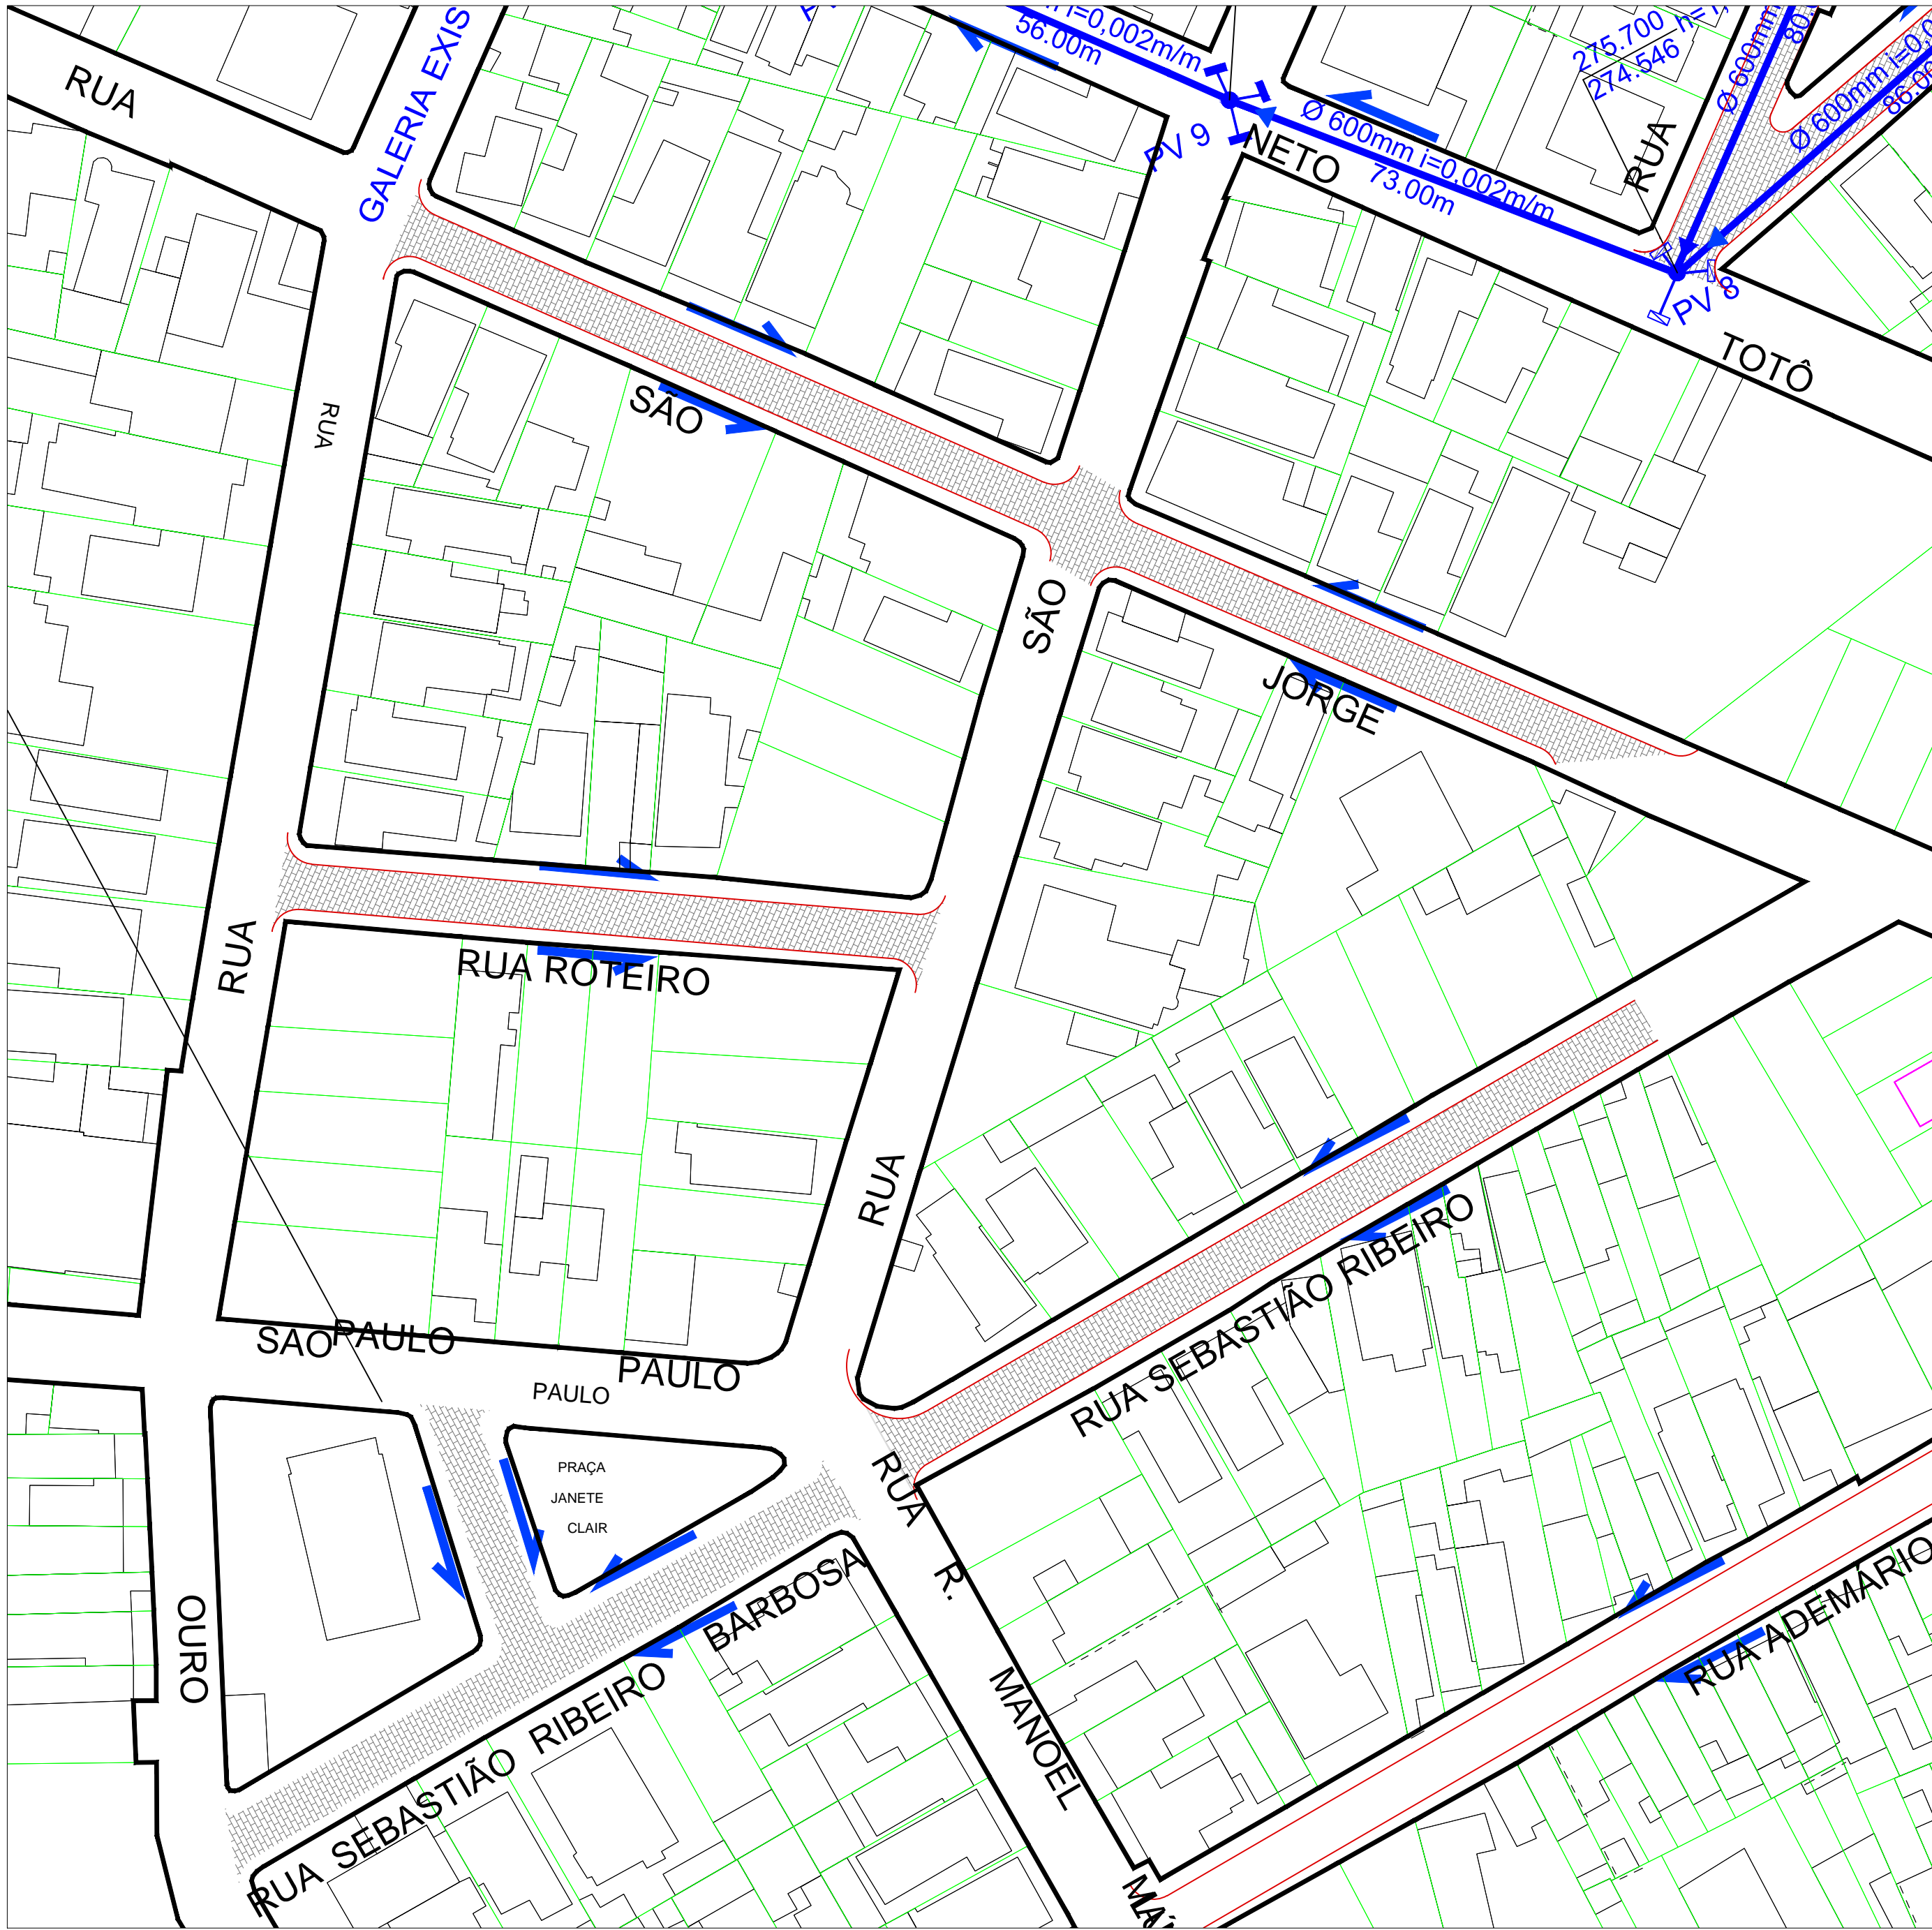 RUA
GALERIA EXIS
i=0,002m/m
56.00m
PV 9
NETO
Ø 600mm i=0,002m/m
73.00m
275.700
274.546
RUA
Ø 600mm
Ø 600mm
PV 8
TOTÔ
RUA
SÃO
SÃO
JORGE
RUA
RUA ROTEIRO
RUA
RUA SEBASTIÃO RIBEIRO
SAO
PAULO
PAULO
PAULO
PRAÇA
JANETE
CLAIR
RUA
R.
MANOEL
OURO
RUA SEBASTIÃO RIBEIRO BARBOSA
RUA ADEMARIO